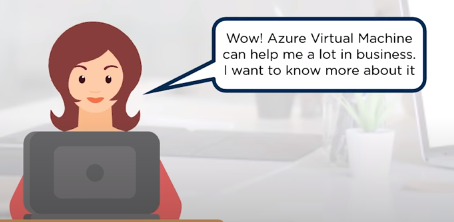 Wow! Azure Virtual Machine
can help me a lot in business.
I want to know more about it